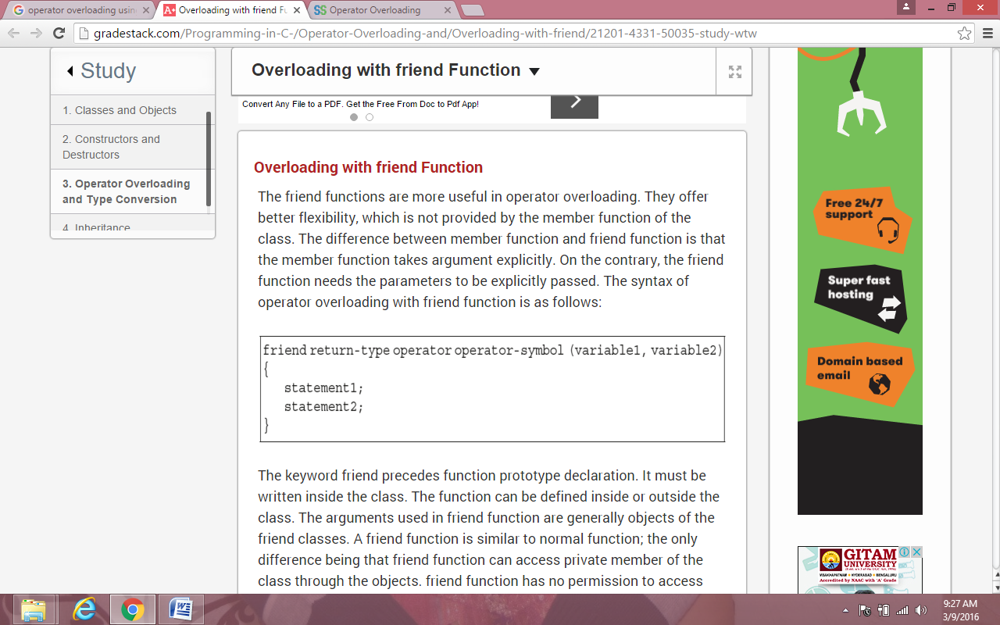 operator overloading usin
Overloading with friend F
Operator Overloading
gradestack.com/Programming-in-C-/Operator-Overloading-and/Overloading-with-friend/21201-4331-50035-study-wtw
Study
1. Classes and Objects
2. Constructors and
Destructors
3. Operator Overloading
and Type Conversion
4. Inheritance
Overloading with friend Function
Convert Any File to a PDF. Get the Free From Doc to Pdf App!
Overloading with friend Function
The friend functions are more useful in operator overloading. They offer
better flexibility, which is not provided by the member function of the
class. The difference between member function and friend function is that
the member function takes argument explicitly. On the contrary, the friend
function needs the parameters to be explicitly passed. The syntax of
operator overloading with friend function is as follows:
friend return-type operator operator-symbol (variable1, variable2)
{
statement1;
statement2;
}
The keyword friend precedes function prototype declaration. It must be
written inside the class. The function can be defined inside or outside the
class. The arguments used in friend function are generally objects of the
friend classes. A friend function is similar to normal function; the only
difference being that friend function can access private member of the
class through the objects. friend function has no permission to access
Free 24/7
support
Super fast
hosting
Domain based
email
GITAM
UNIVERSITY
VISAKHAPATNAM HYDERABAD BENGALURU
Accredited by NAAC with 'A' Grade
9:27 AM
3/9/2016